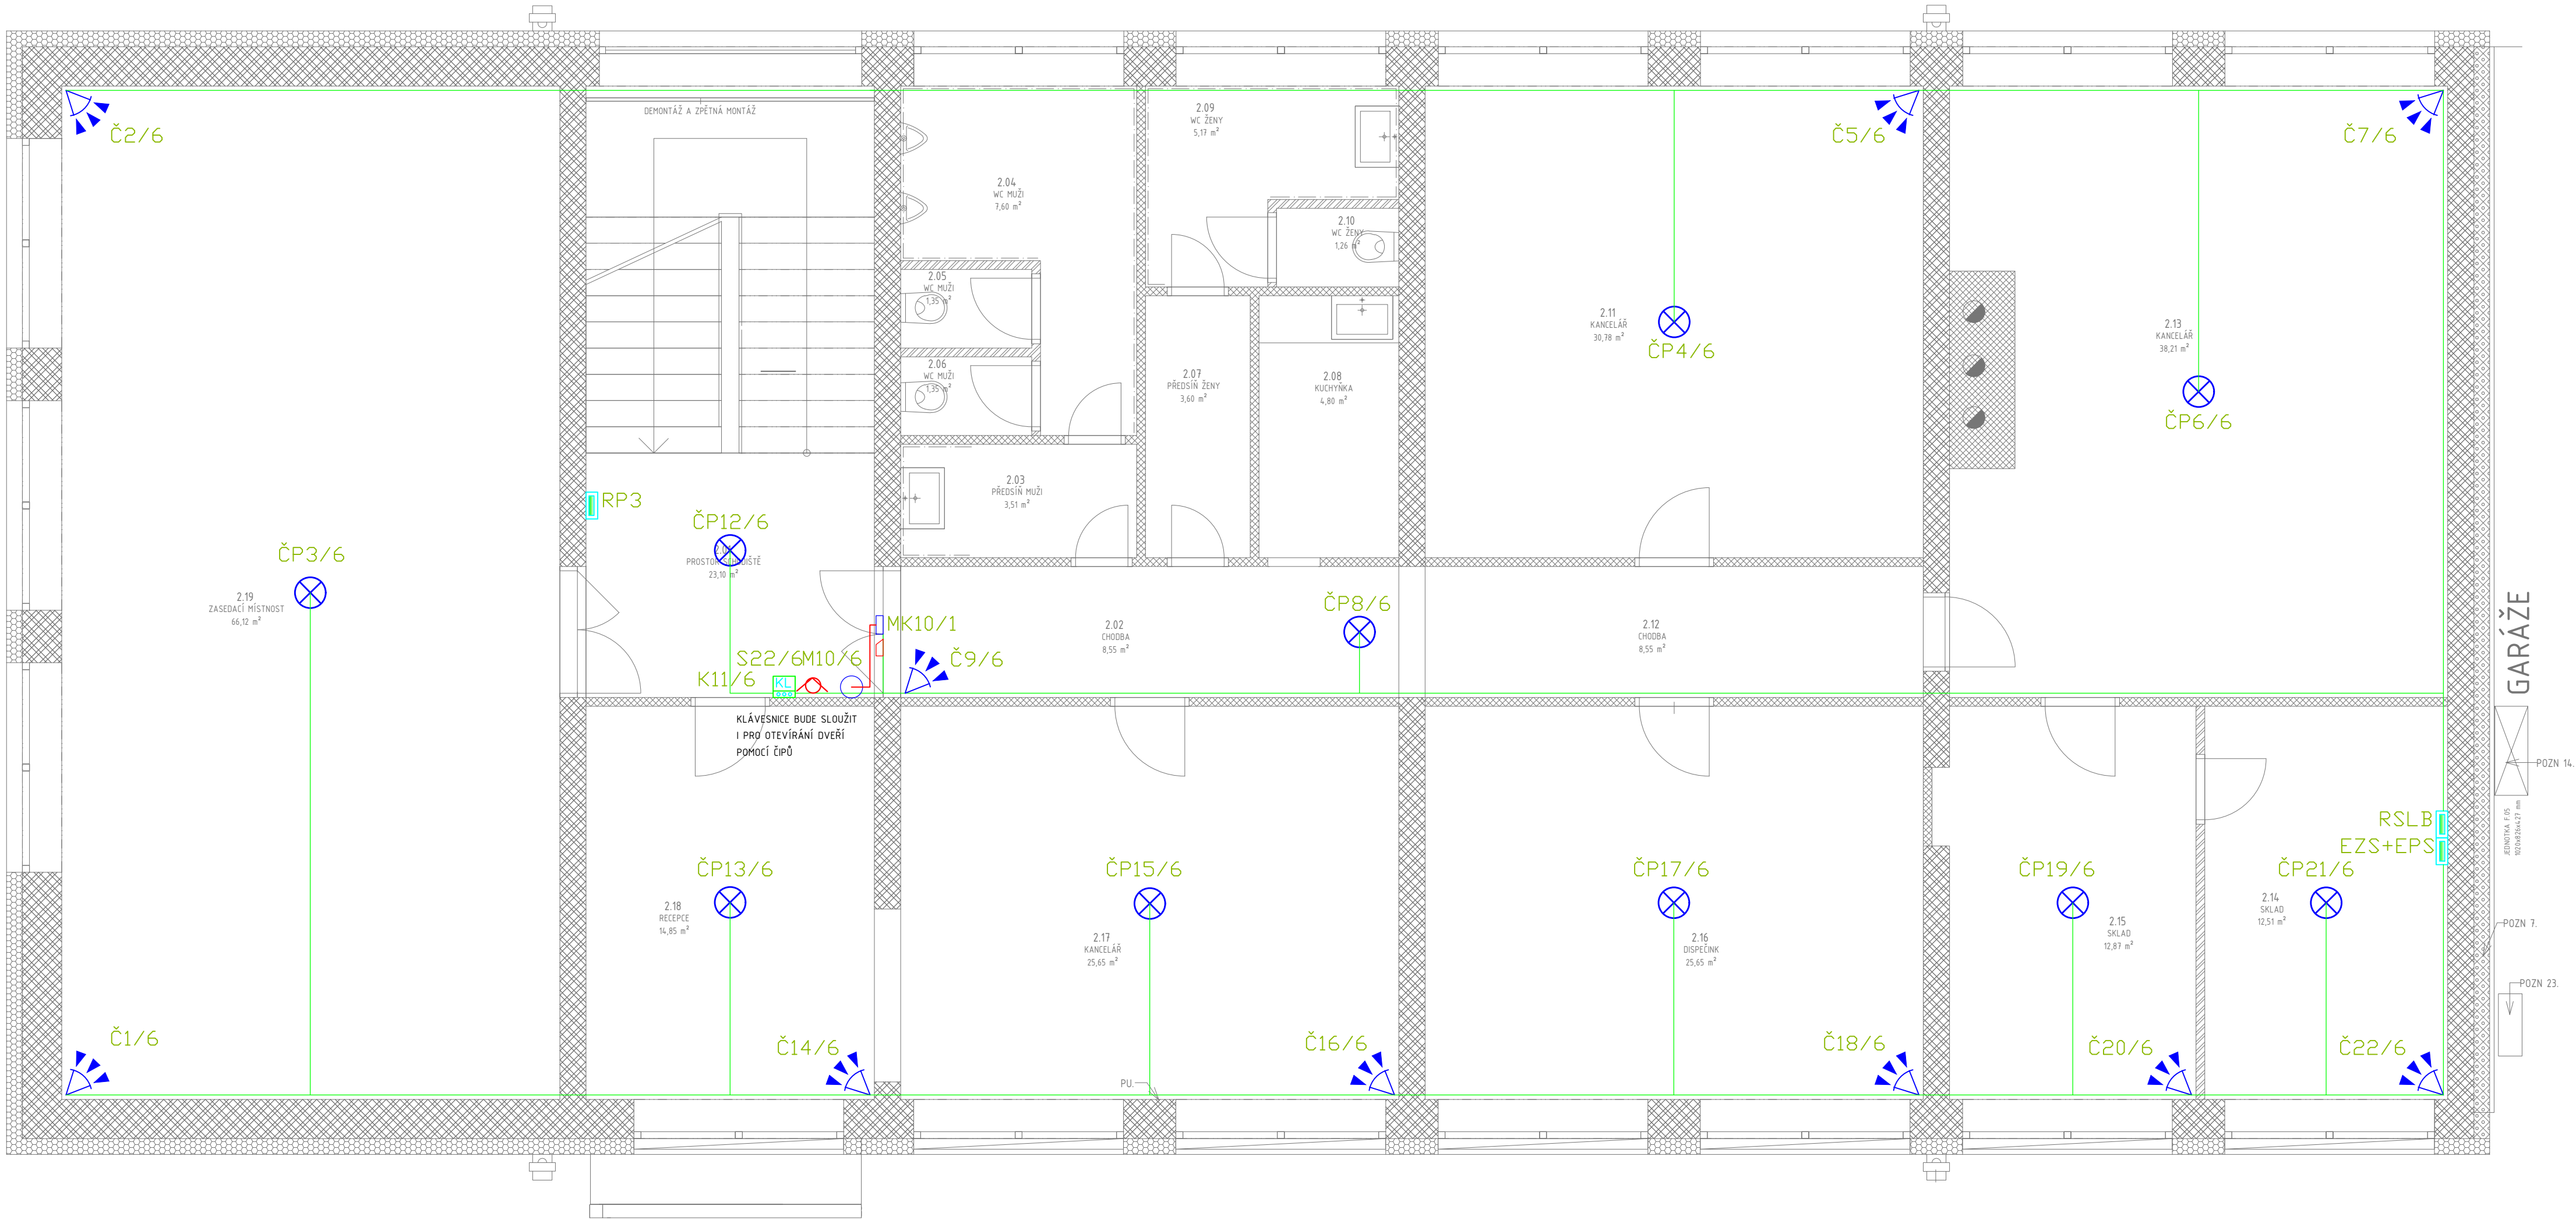 DEMONTÁŽ A ZPĚTNÁ MONTÁŽ
Č2/6
2.04
WC MUŽI
7,60 m²
2.09
WC ŽENY
5,17 m²
Č5/6
Č7/6
2.10
WC ŽENY
1,26 m²
2.05
WC MUŽI
1,35 m²
2.11
KANCELÁŘ
30,78 m²
ČP4/6
2.13
KANCELÁŘ
38,21 m²
ČP6/6
2.06
WC MUŽI
1,35 m²
2.07
PŘEDSÍŇ ŽENY
3,60 m²
2.08
KUCHYŇKA
4,80 m²
2.03
PŘEDSÍŇ MUŽI
3,51 m²
RP3
ČP12/6
PROSTOR SCHODIŠTĚ
23,10 m²
ČP3/6
2.19
ZASEDACÍ MÍSTNOST
66,12 m²
MK10/1
2.02
CHODBA
8,55 m²
ČP8/6
2.12
CHODBA
8,55 m²
GARÁŽE
S22/6
M10/6
Č9/6
K11/6
KL
KLÁVESNICE BUDE SLOUŽIT
I PRO OTEVÍRÁNÍ DVEŘÍ
POMOCÍ ČIPŮ
POZN 14.
JEDNOTKA F.05
1020x826x427 mm
RSLB
EZS+EPS
ČP13/6
2.18
RECEPCE
14,85 m²
ČP15/6
2.17
KANCELÁŘ
25,65 m²
ČP17/6
2.16
DISPEČINK
25,65 m²
ČP19/6
2.15
SKLAD
12,87 m²
ČP21/6
2.14
SKLAD
12,51 m²
POZN 7.
POZN 23.
Č1/6
Č14/6
Č16/6
Č18/6
Č20/6
Č22/6
PU.